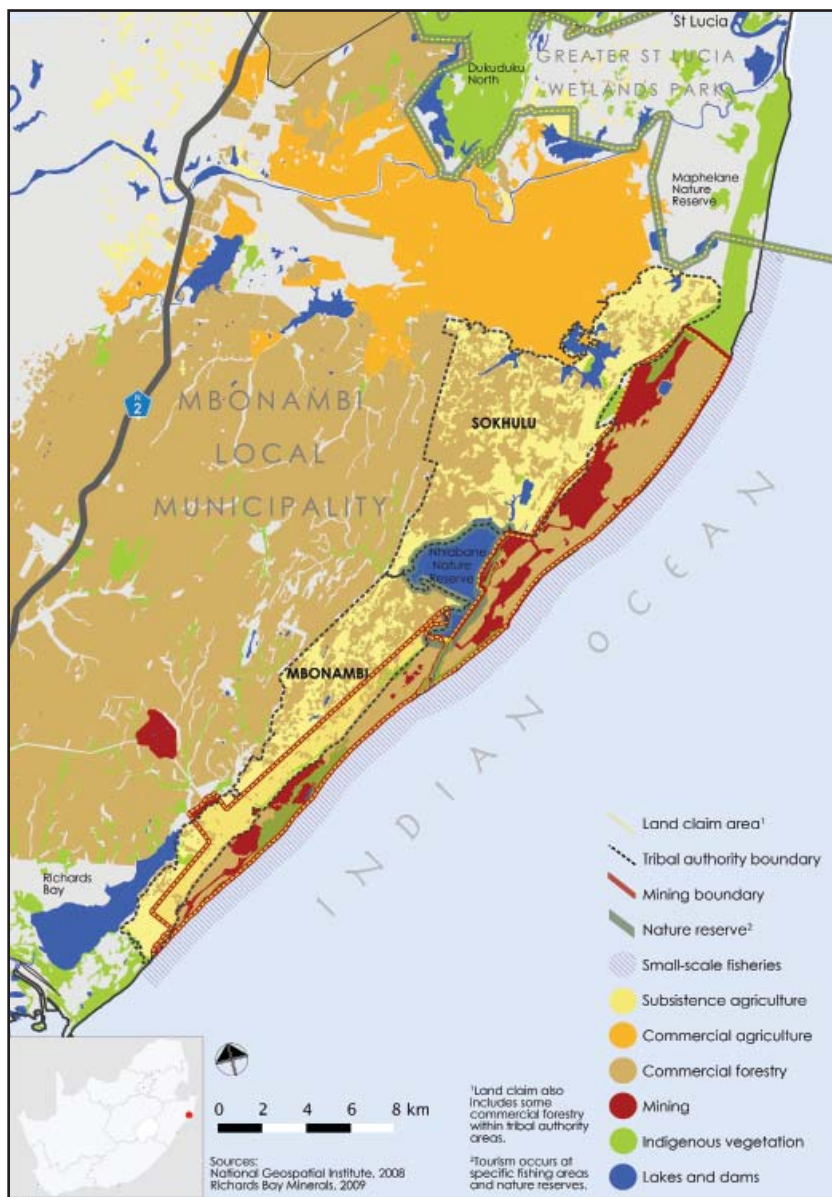 St Lucia
GREATER ST LUCIA
WETLANDS PARK
Dukuduku
North
Maphelane
Nature
Reserve
N
2
MBONAMBI
LOCAL
MUNICIPALITY
SOKHULU
Nhlabane
Nature
Reserve
MBONAMBI
Richards
Bay
INDIAN OCEAN
Land claim area¹
Tribal authority boundary
Mining boundary
Nature reserve²
Small-scale fisheries
Subsistence agriculture
Commercial agriculture
Commercial forestry
Mining
Indigenous vegetation
Lakes and dams
0 2 4 6 8 km
Sources:
National Geospatial Institute, 2008
Richards Bay Minerals, 2009
¹Land claim also
includes some
commercial forestry
within tribal authority
areas.
²Tourism occurs at
specific fishing areas
and nature reserves.